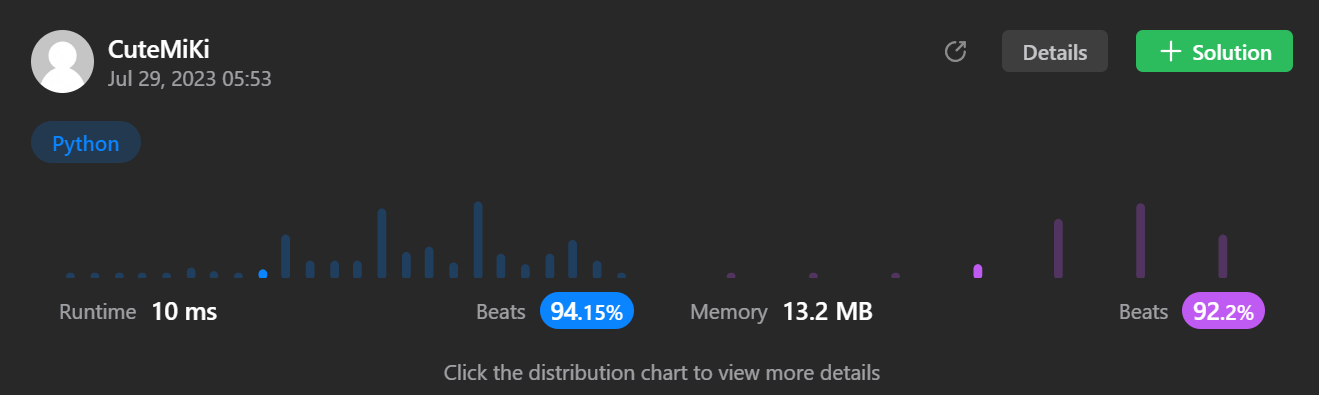 CuteMiKi
Jul 29, 2023 05:53
Details
+ Solution
Python
Runtime 10 ms
Beats 94.15%
Memory 13.2 MB
Beats 92.2%
Click the distribution chart to view more details